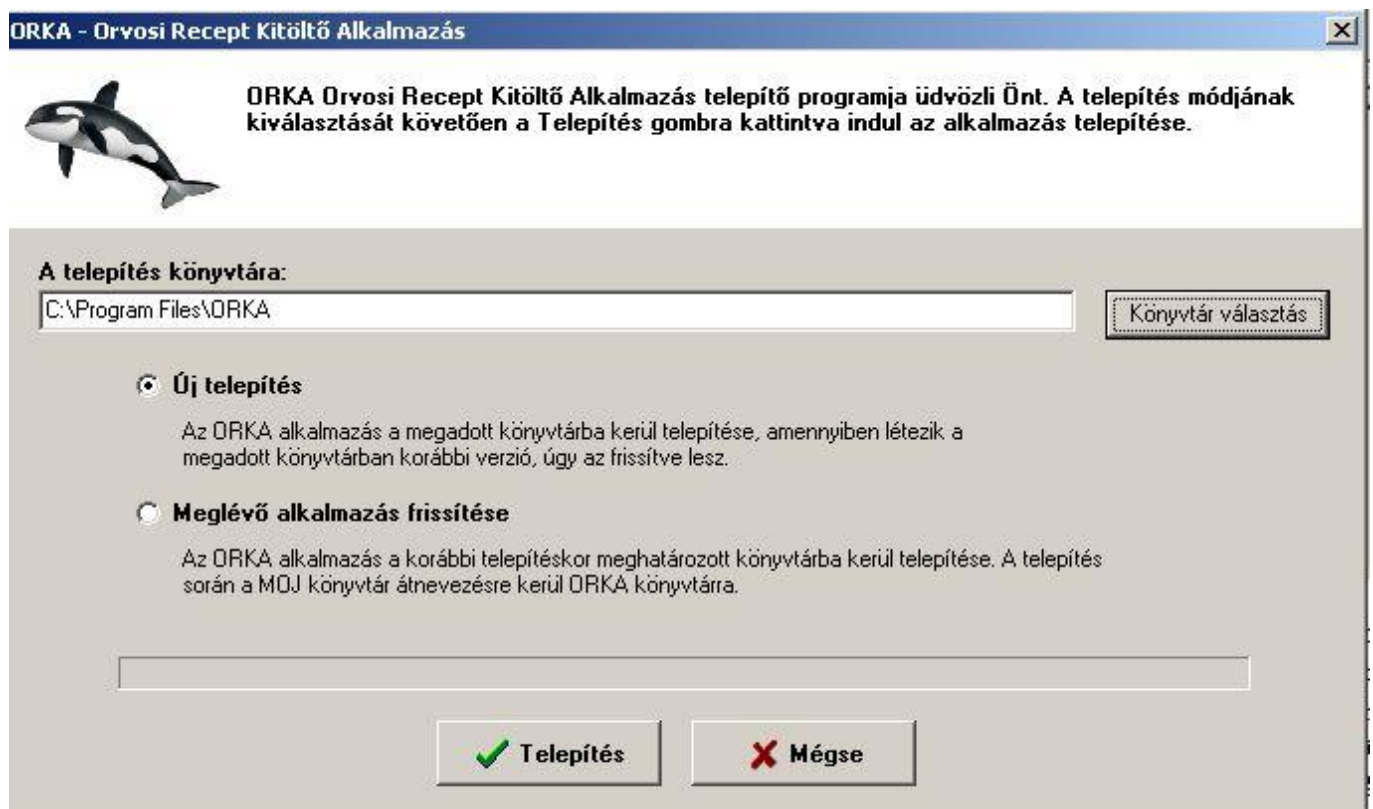 ORKA - Orvosi Recept Kitöltő Alkalmazás
ORKA Orvosi Recept Kitöltő Alkalmazás telepítő programja üdvözli Önt. A telepítés módjának
kiválasztását követően a Telepítés gombra kattintva indul az alkalmazás telepítése.
A telepítés könyvtára:
C:\Program Files\ORKA
Könyvtár választás
Új telepítés
Az ORKA alkalmazás a megadott könyvtárba kerül telepítése, amennyiben létezik a
megadott könyvtárban korábbi verzió, úgy az frissítve lesz.
Meglévő alkalmazás frissítése
Az ORKA alkalmazás a korábbi telepítéskor meghatározott könyvtárba kerül telepítése. A telepítés
során a MOJ könyvtár átnevezésre kerül ORKA könyvtárra.
Telepítés
Mégse